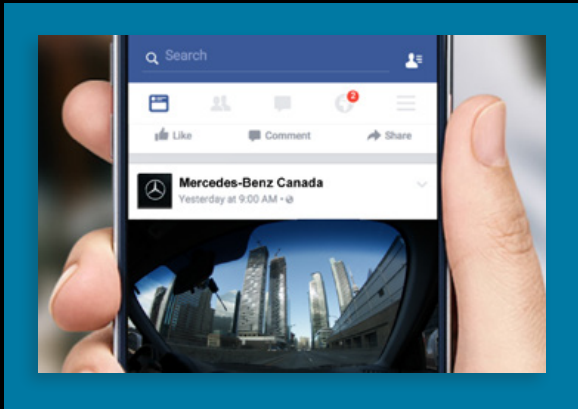 Search
2
Like Comment Share
Mercedes-Benz Canada
Yesterday at 9:00 AM •